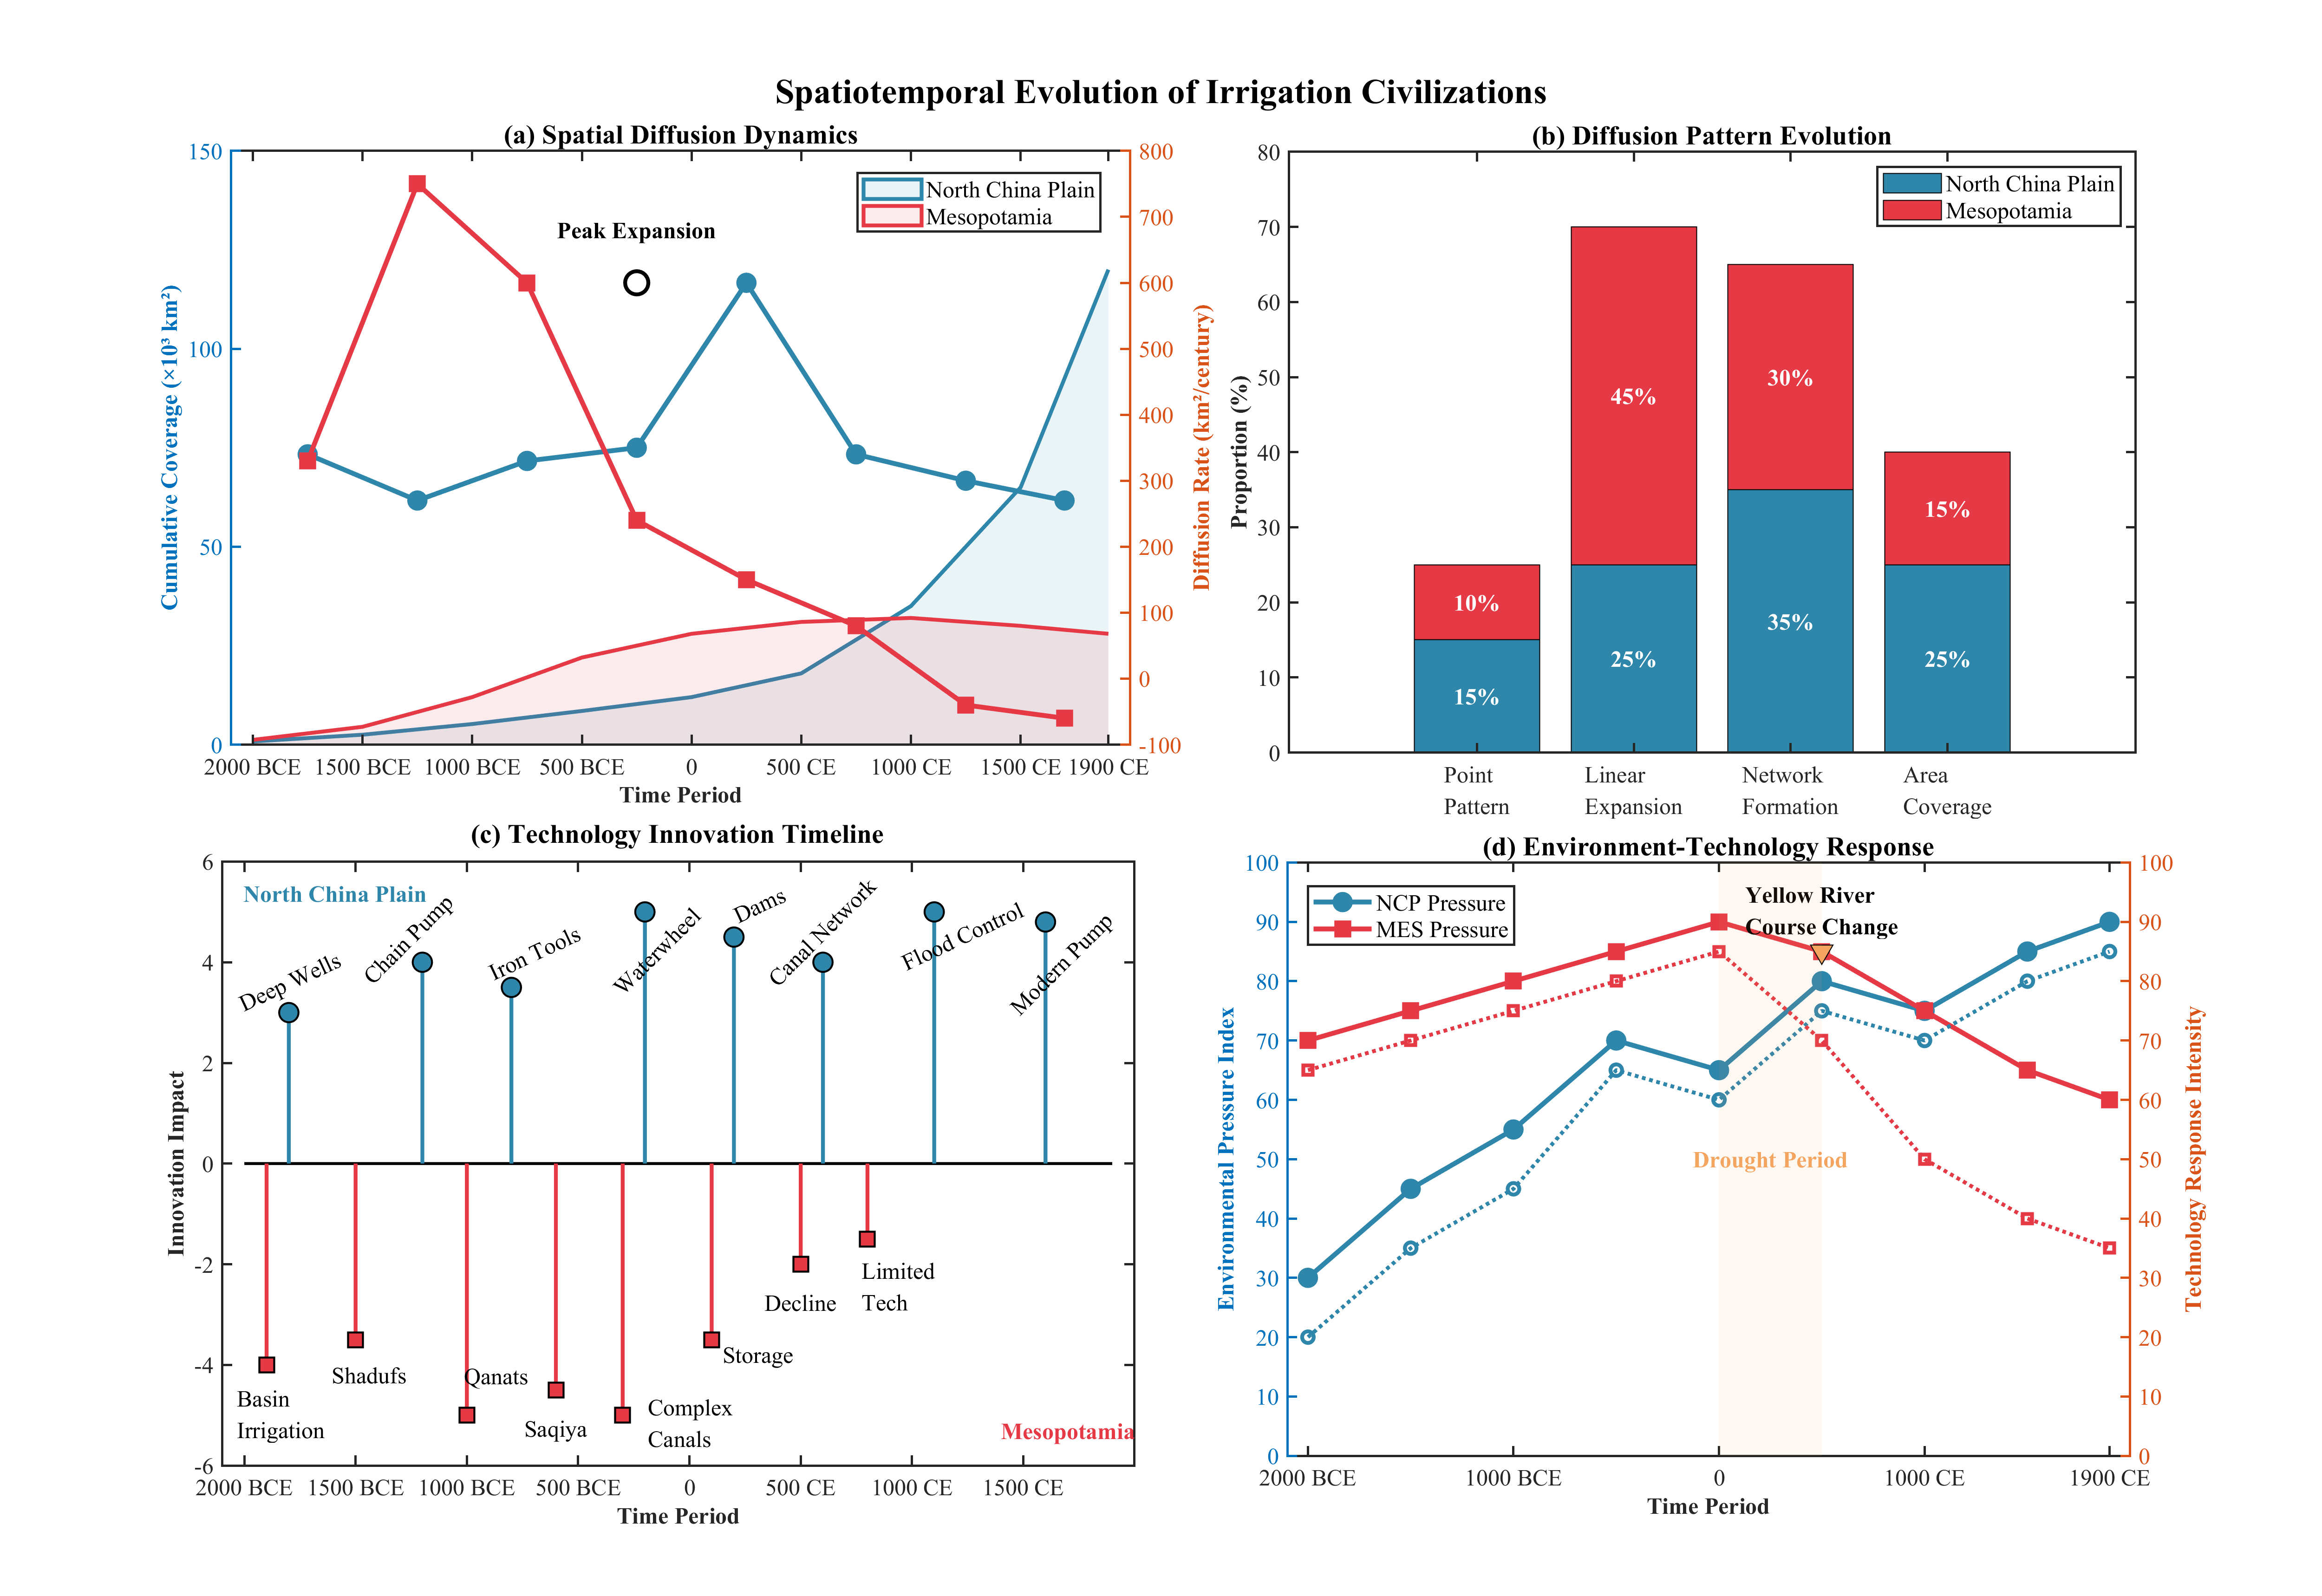 Spatiotemporal Evolution of Irrigation Civilizations
(a) Spatial Diffusion Dynamics
150
100
50
0
Cumulative Coverage (×10³ km²)
800
700
600
500
400
300
200
100
0
-100
Diffusion Rate (km²/century)
North China Plain
Mesopotamia
Peak Expansion
2000 BCE 1500 BCE 1000 BCE 500 BCE 0 500 CE 1000 CE 1500 CE 1900 CE
Time Period
(b) Diffusion Pattern Evolution
80
70
60
50
40
30
20
10
0
Proportion (%)
North China Plain
Mesopotamia
10%
15%
45%
25%
30%
35%
15%
25%
Point
Pattern
Linear
Expansion
Network
Formation
Area
Coverage
(c) Technology Innovation Timeline
6
4
2
0
-2
-4
-6
Innovation Impact
North China Plain
Deep Wells
Chain Pump
Iron Tools
Waterwheel
Dams
Canal Network
Flood Control
Modern Pump
Basin
Irrigation
Shadufs
Qanats
Saqiya
Complex
Canals
Storage
Decline
Limited
Tech
Mesopotamia
2000 BCE 1500 BCE 1000 BCE 500 BCE 0 500 CE 1000 CE 1500 CE
Time Period
(d) Environment-Technology Response
100
90
80
70
60
50
40
30
20
10
0
Environmental Pressure Index
100
90
80
70
60
50
40
30
20
10
0
Technology Response Intensity
NCP Pressure
MES Pressure
Yellow River
Course Change
Drought Period
2000 BCE 1000 BCE 0 1000 CE 1900 CE
Time Period